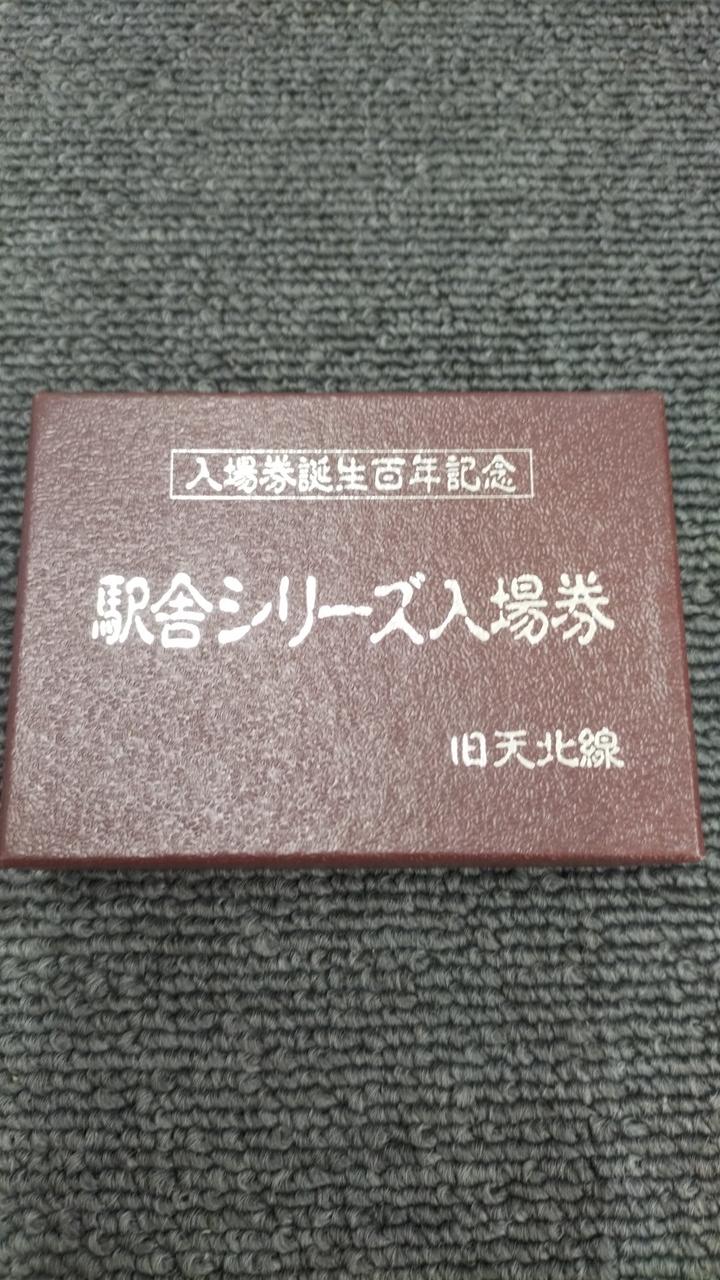 入場券誕生百年記念
駅舎シリーズ入場券
旧天北線